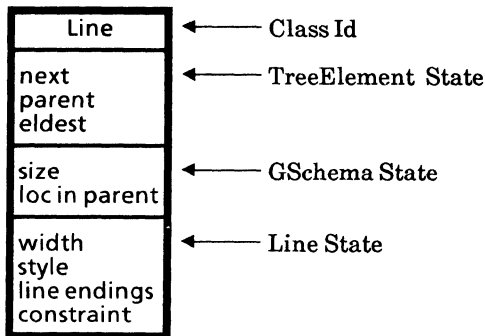 Line
Class Id
next
TreeElement State
parent
eldest
size
GSchema State
loc in parent
width
Line State
style
line endings
constraint